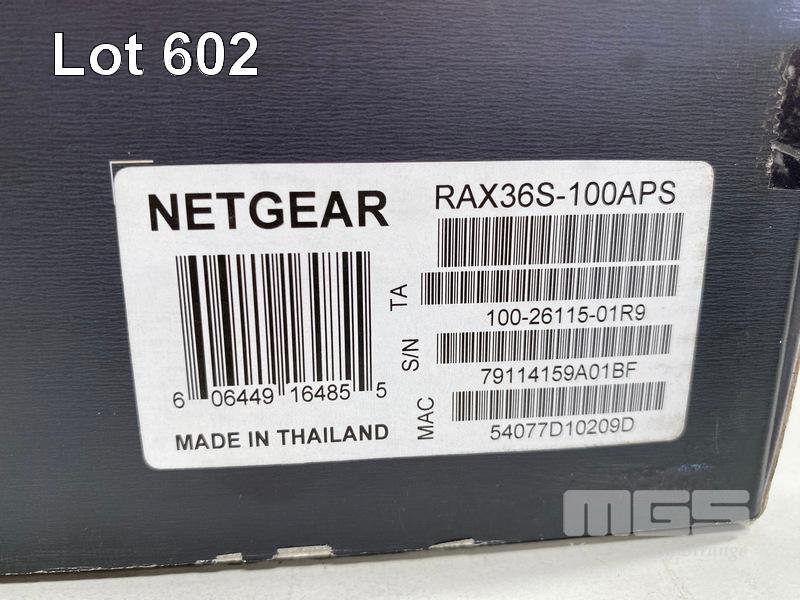 Lot 602
NETGEAR
RAX36S-100APS
TA
100-26115-01R9
S/N
79114159A01BF
MAC
54077D10209D
6 06449 16485 5
MADE IN THAILAND
MGS